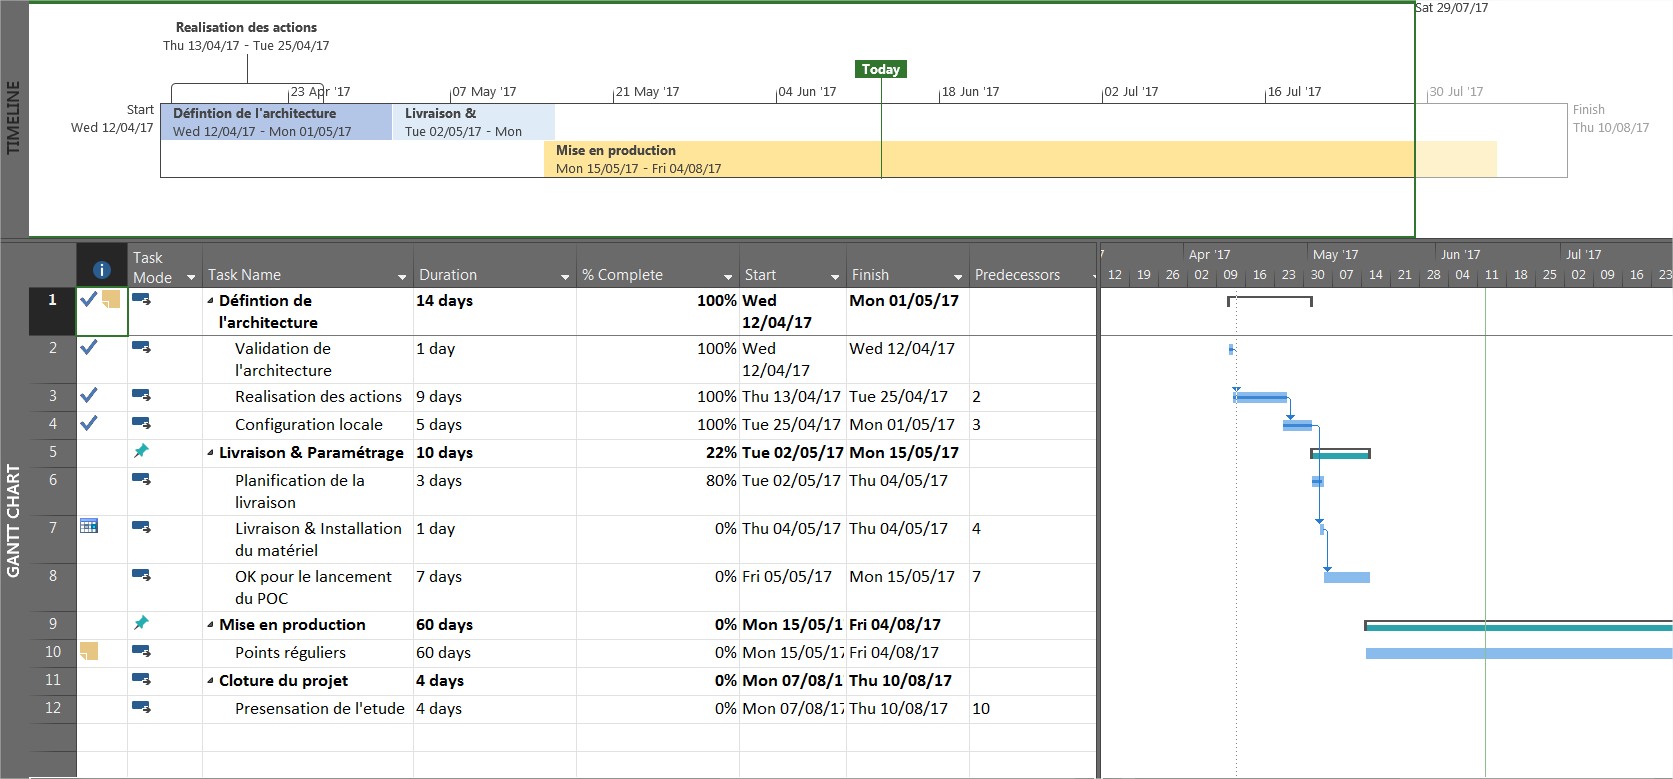 TIMELINE
Sat 29/07/17
Realisation des actions
Thu 13/04/17 - Tue 25/04/17
Today
23 Apr '17 07 May '17 21 May '17 04 Jun '17 18 Jun '17 02 Jul '17 16 Jul '17 30 Jul '17
Start
Wed 12/04/17
Défintion de l'architecture
Wed 12/04/17 - Mon 01/05/17
Livraison &
Tue 02/05/17 - Mon
Finish
Thu 10/08/17
Mise en production
Mon 15/05/17 - Fri 04/08/17
GANTT CHART
Task Mode Task Name Duration % Complete Start Finish Predecessors
7 Apr '17 May '17 Jun '17 Jul '17
12 19 26 02 09 16 23 30 07 14 21 28 04 11 18 25 02 09 16 23
1 Défintion de l'architecture 14 days 100% Wed 12/04/17 Mon 01/05/17
2 Validation de l'architecture 1 day 100% Wed 12/04/17 Wed 12/04/17
3 Realisation des actions 9 days 100% Thu 13/04/17 Tue 25/04/17 2
4 Configuration locale 5 days 100% Tue 25/04/17 Mon 01/05/17 3
5 Livraison & Paramétrage 10 days 22% Tue 02/05/17 Mon 15/05/17
6 Planification de la livraison 3 days 80% Tue 02/05/17 Thu 04/05/17
7 Livraison & Installation du matériel 1 day 0% Thu 04/05/17 Thu 04/05/17 4
8 OK pour le lancement du POC 7 days 0% Fri 05/05/17 Mon 15/05/17 7
9 Mise en production 60 days 0% Mon 15/05/1 Fri 04/08/17
10 Points réguliers 60 days 0% Mon 15/05/17 Fri 04/08/17
11 Cloture du projet 4 days 0% Mon 07/08/1 Thu 10/08/17
12 Presensation de l'etude 4 days 0% Mon 07/08/17 Thu 10/08/17 10